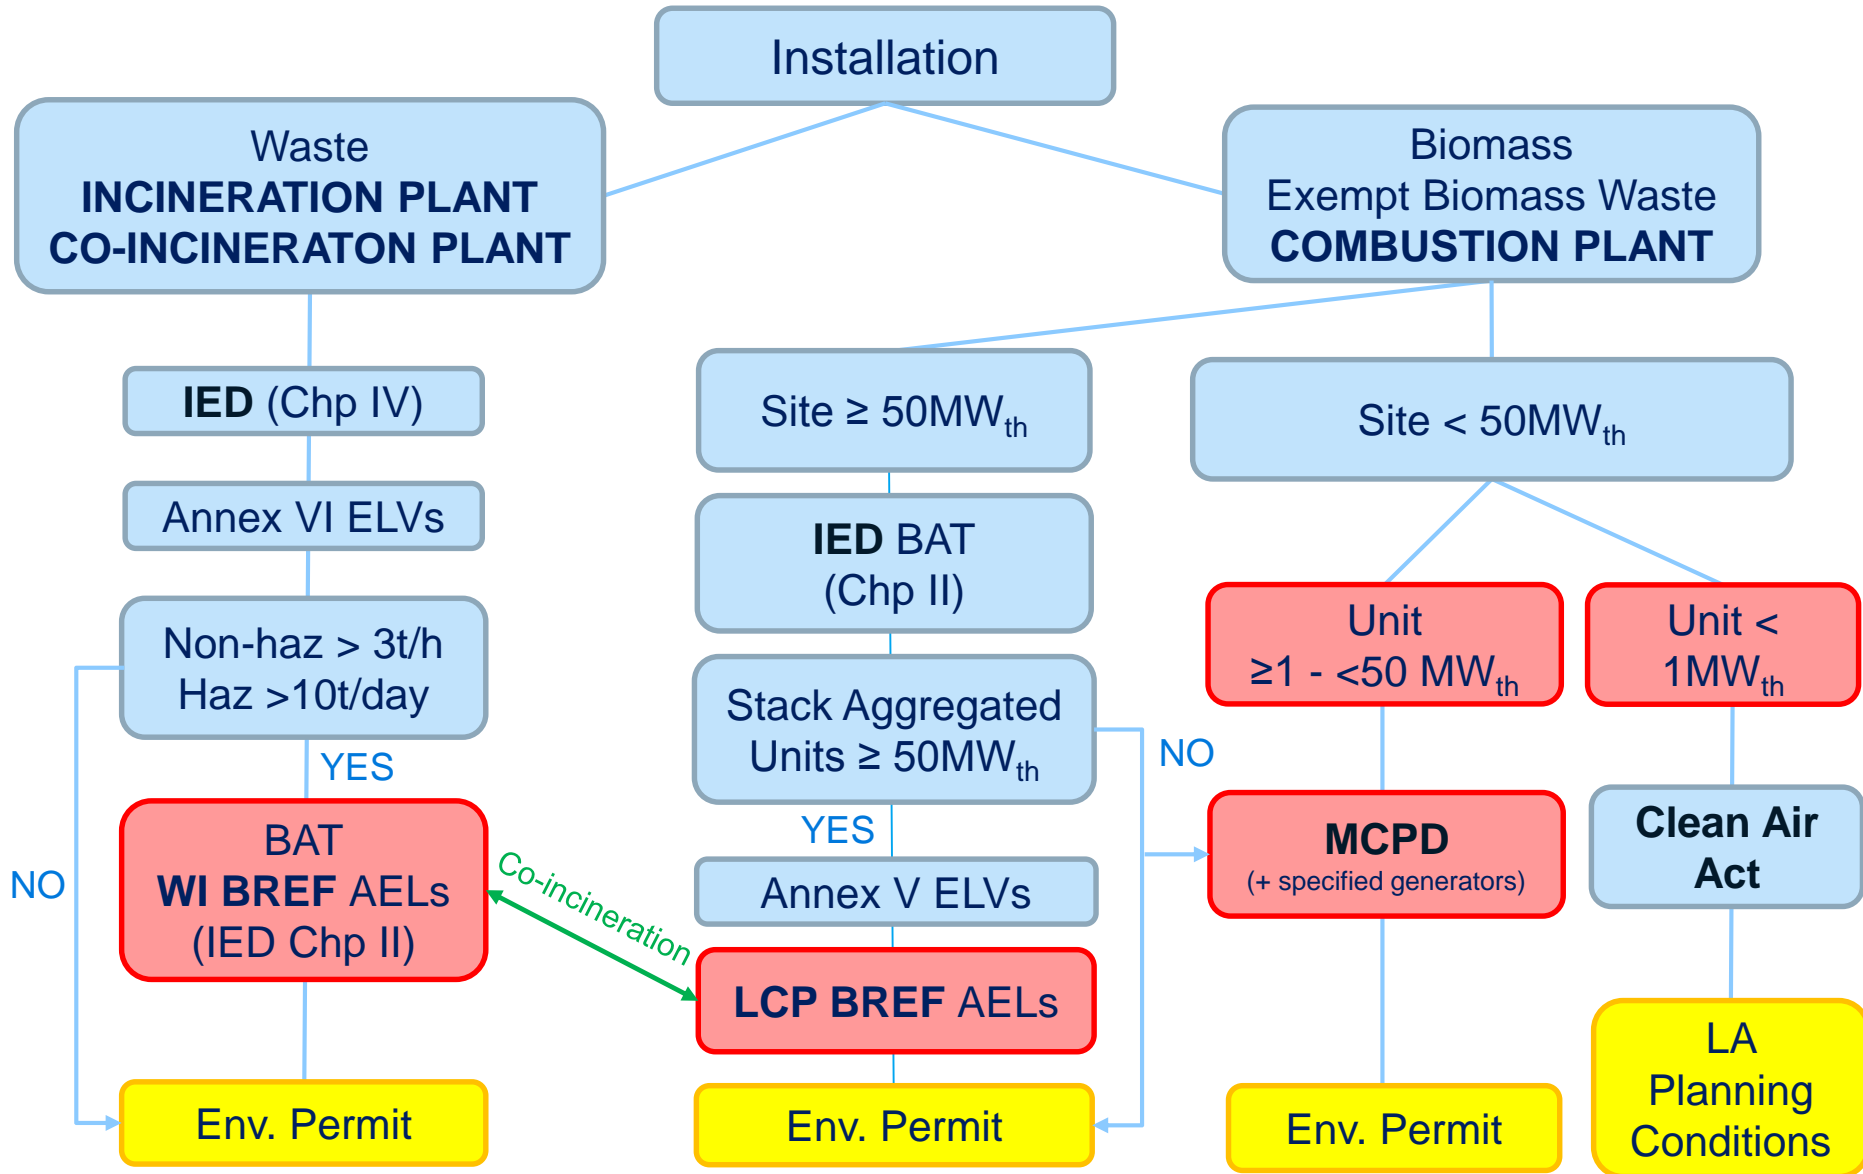 Installation
Waste
INCINERATION PLANT
CO-INCINERATON PLANT
Biomass
Exempt Biomass Waste
COMBUSTION PLANT
IED (Chp IV)
Annex VI ELVs
Non-haz > 3t/h
Haz >10t/day
YES
NO
BAT
WI BREF AELs
(IED Chp II)
Env. Permit
Co-incineration
Site ≥ 50MWth
IED BAT
(Chp II)
Stack Aggregated
Units ≥ 50MWth
NO
YES
Annex V ELVs
LCP BREF AELs
Env. Permit
Site < 50MWth
Unit
≥1 - <50 MWth
MCPD
(+ specified generators)
Env. Permit
Unit <
1MWth
Clean Air
Act
LA
Planning
Conditions